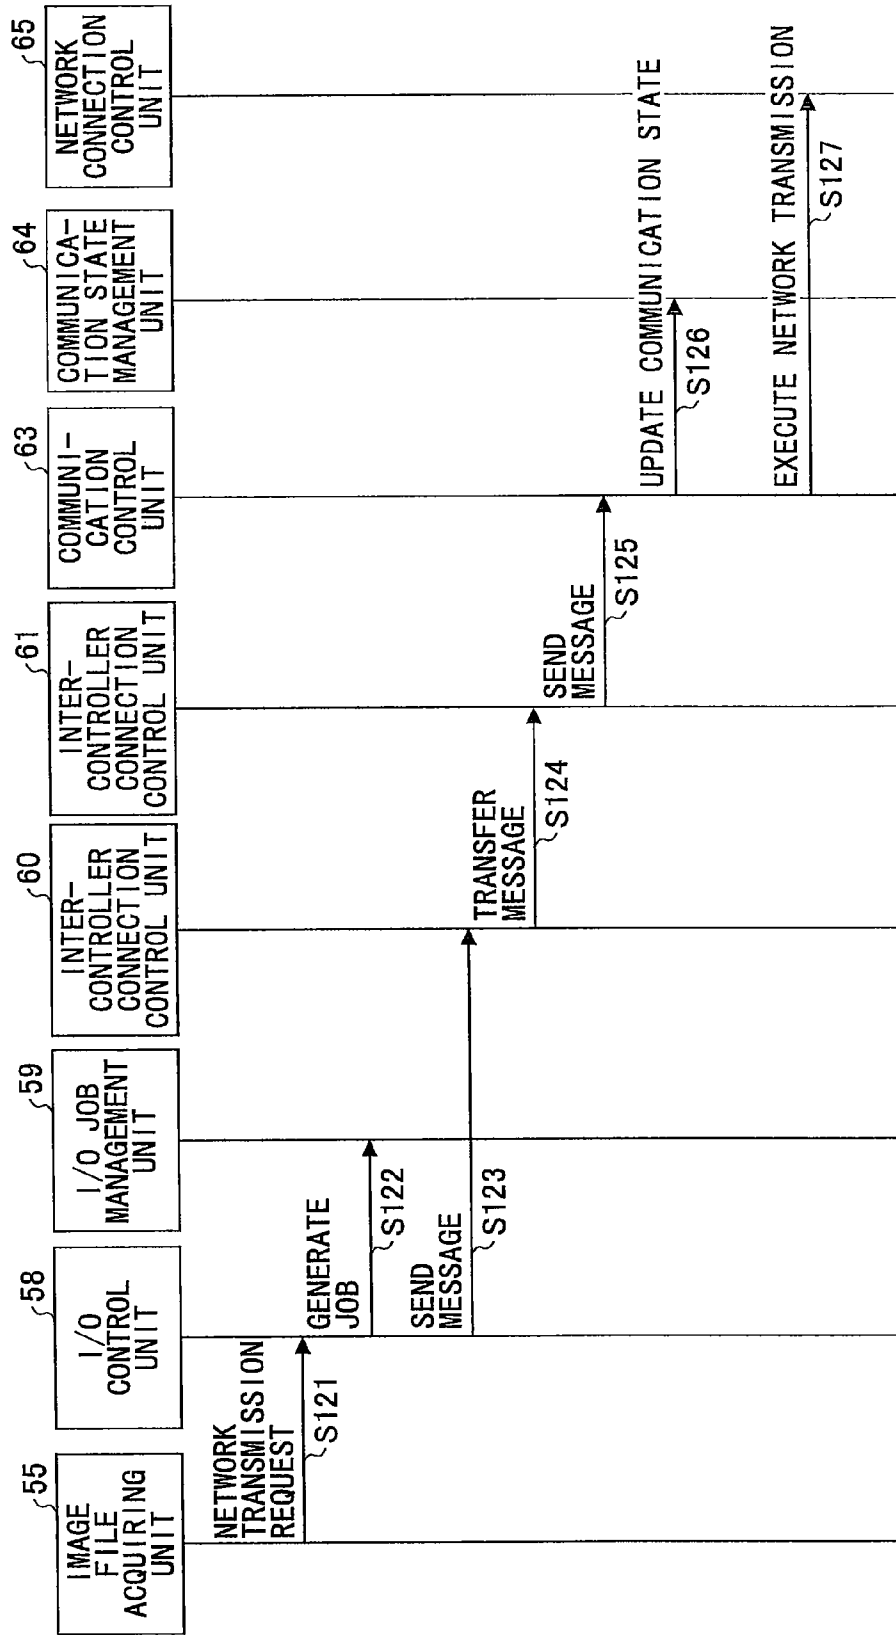 55
IMAGE
FILE
ACQUIRING
UNIT
58
I/O
CONTROL
UNIT
59
I/O JOB
MANAGEMENT
UNIT
60
INTER-
CONTROLLER
CONNECTION
CONTROL UNIT
61
INTER-
CONTROLLER
CONNECTION
CONTROL UNIT
63
COMMUNI-
CATION
CONTROL
UNIT
64
COMMUNICA-
TION STATE
MANAGEMENT
UNIT
65
NETWORK
CONNECTION
CONTROL
UNIT
NETWORK
TRANSMISSION
REQUEST
S121
GENERATE
JOB
S122
SEND
MESSAGE
S123
TRANSFER
MESSAGE
S124
SEND
MESSAGE
S125
UPDATE COMMUNICATION STATE
S126
EXECUTE NETWORK TRANSMISSION
S127